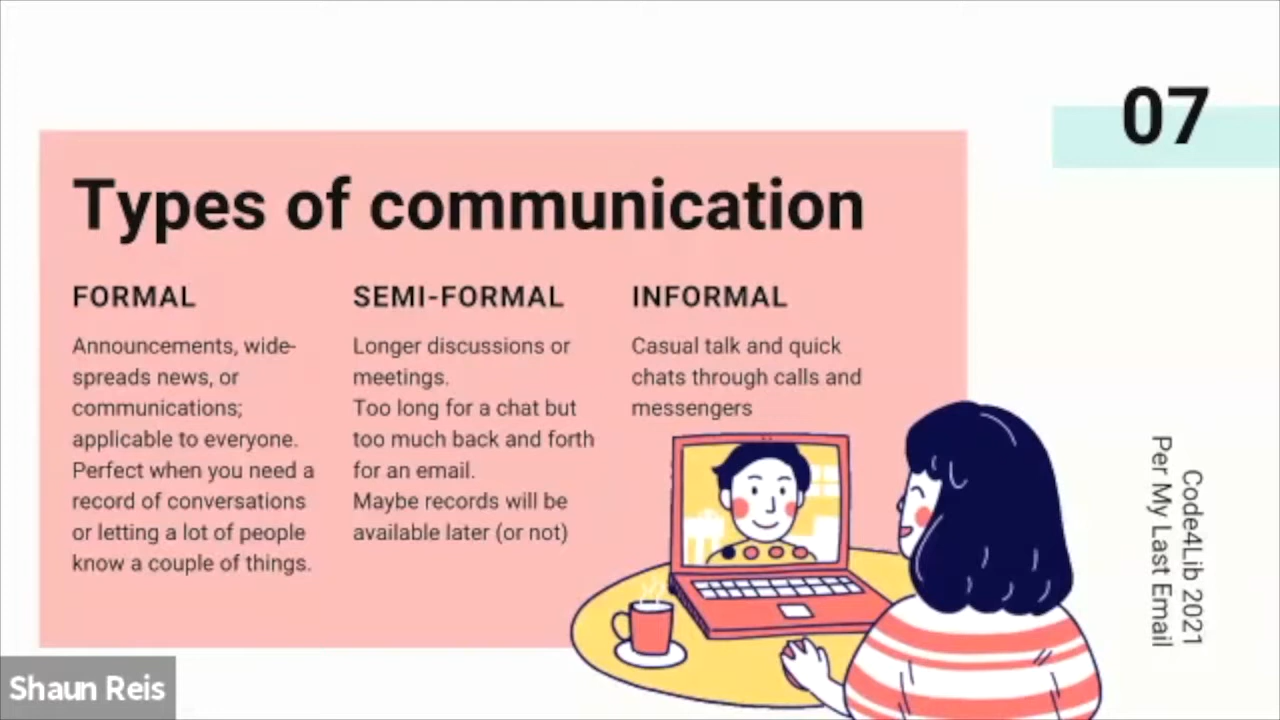 07
Types of communication
FORMAL
Announcements, wide-
spreads news, or
communications;
applicable to everyone.
Perfect when you need a
record of conversations
or letting a lot of people
know a couple of things.
SEMI-FORMAL
Longer discussions or
meetings.
Too long for a chat but
too much back and forth
for an email.
Maybe records will be
available later (or not)
INFORMAL
Casual talk and quick
chats through calls and
messengers
Code4Lib 2021
Per My Last Email
Shaun Reis